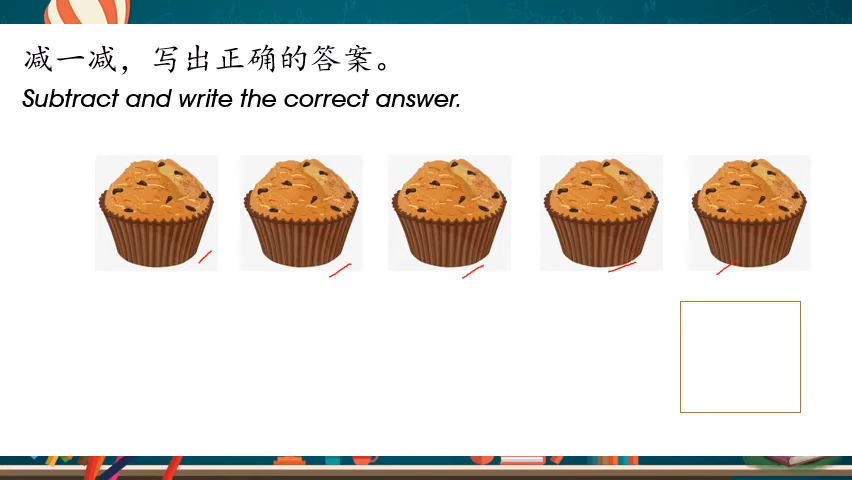 减一减，写出正确的答案。
Subtract and write the correct answer.